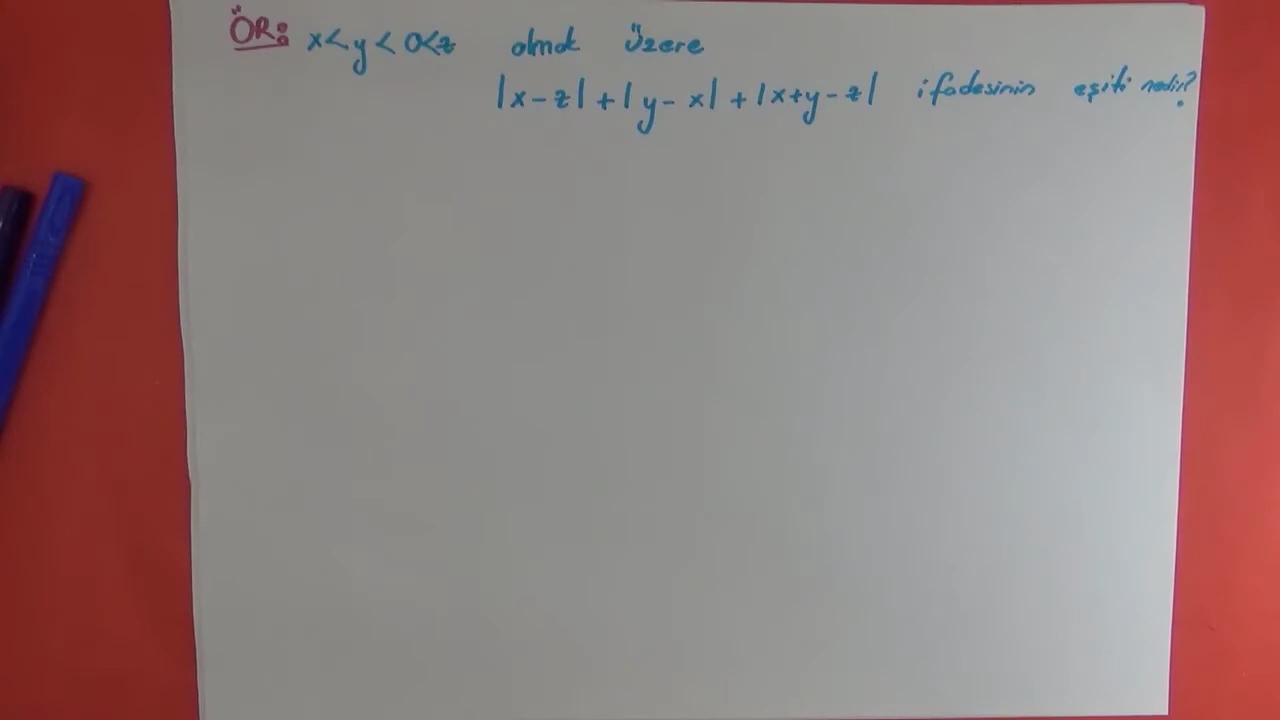 ÖR: x<y<0<z olmak üzere
|x-z|+|y-x|+|x+y-z| ifadesinin eşiti nedir?